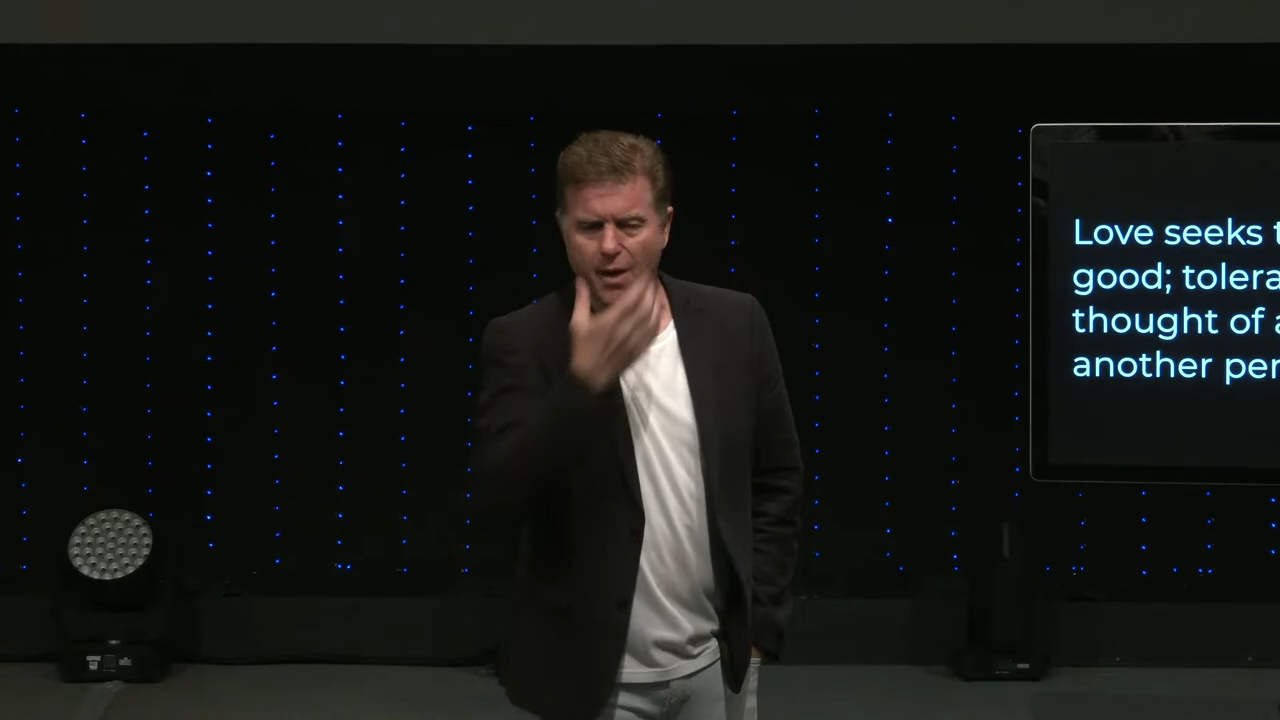 Love seeks t
good; tolera
thought of a
another per